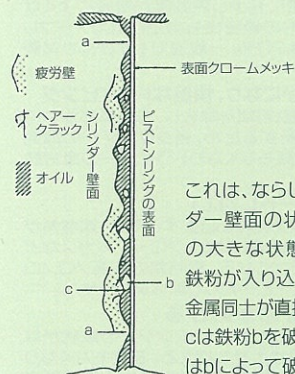 a
表面クロームメッキ
疲労壁
ヘアー
クラック
オイル
シリンダー壁面
ピストンリングの表面
b
c
a
これは、ならし
ダー壁面の状
の大きな状態
鉄粉が入り込
金属同士が直接
cは鉄粉bを破
はbによって破